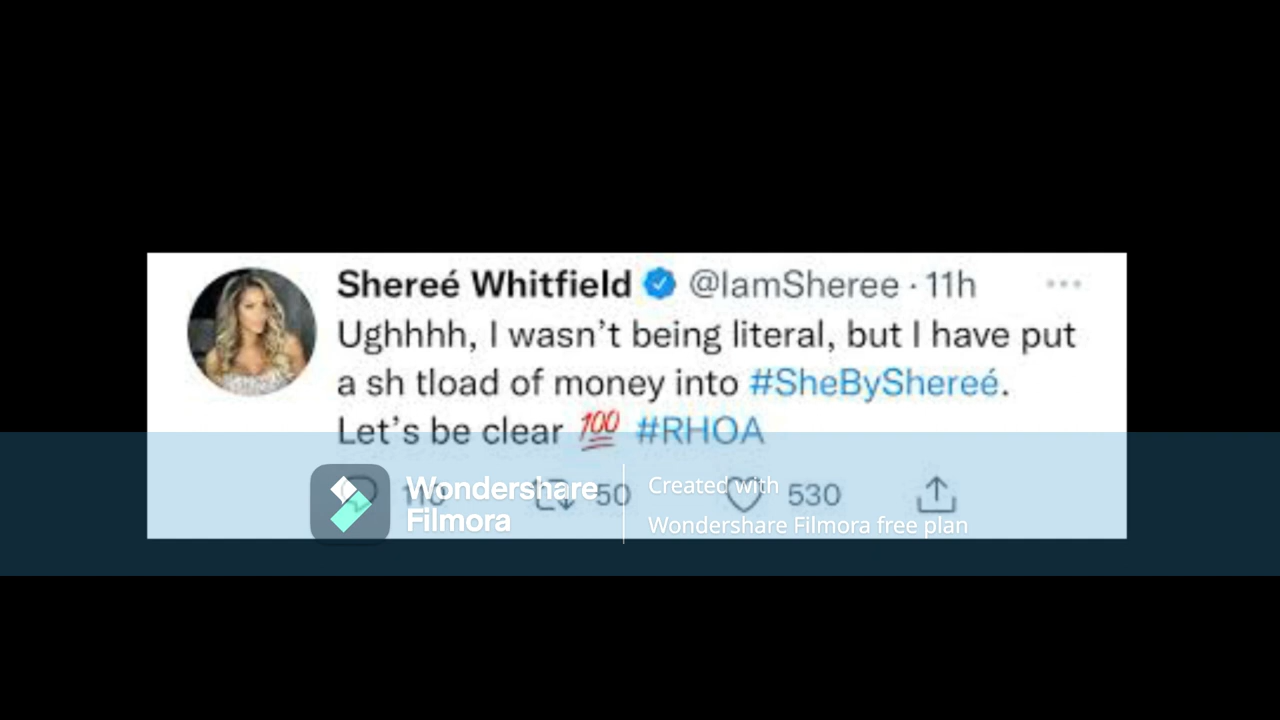 Shereé Whitfield @IamSheree · 11h
Ughhhh, I wasn't being literal, but I have put
a sh tload of money into #SheByShereé.
Let's be clear 💯 #RHOA
50 530
Wondershare
Filmora
Created with
Wondershare Filmora free plan